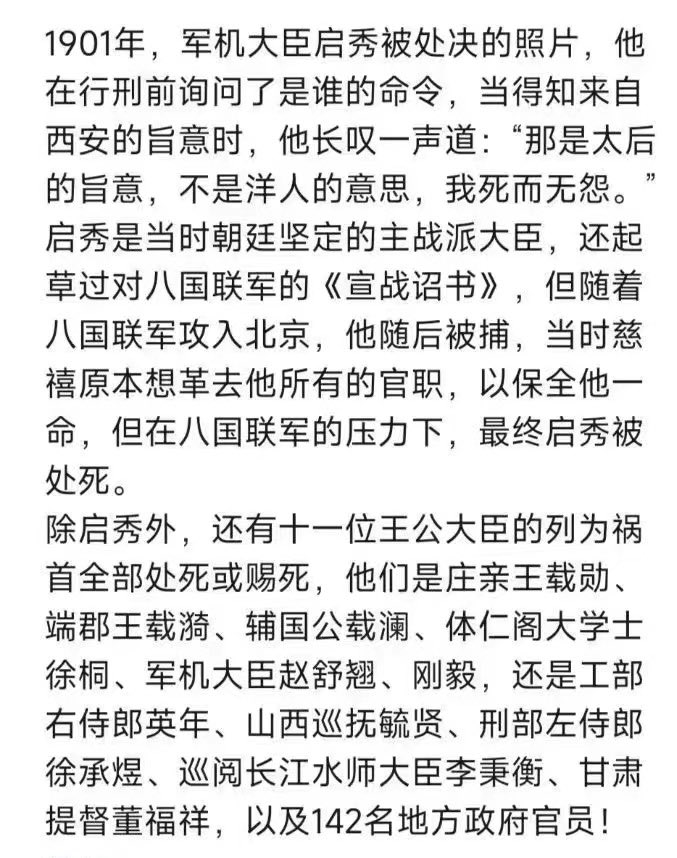 1901年，军机大臣启秀被处决的照片，他
在行刑前询问了是谁的命令，当得知来自
西安的旨意时，他长叹一声道：“那是太后
的旨意，不是洋人的意思，我死而无怨。”
启秀是当时朝廷坚定的主战派大臣，还起
草过对八国联军的《宣战诏书》，但随着
八国联军攻入北京，他随后被捕，当时慈
禧原本想革去他所有的官职，以保全他一
命，但在八国联军的压力下，最终启秀被
处死。
除启秀外，还有十一位王公大臣的列为祸
首全部处死或赐死，他们是庄亲王载勋、
端郡王载漪、辅国公载澜、体仁阁大学士
徐桐、军机大臣赵舒翘、刚毅，还是工部
右侍郎英年、山西巡抚毓贤、刑部左侍郎
徐承煜、巡阅长江水师大臣李秉衡、甘肃
提督董福祥，以及142名地方政府官员！